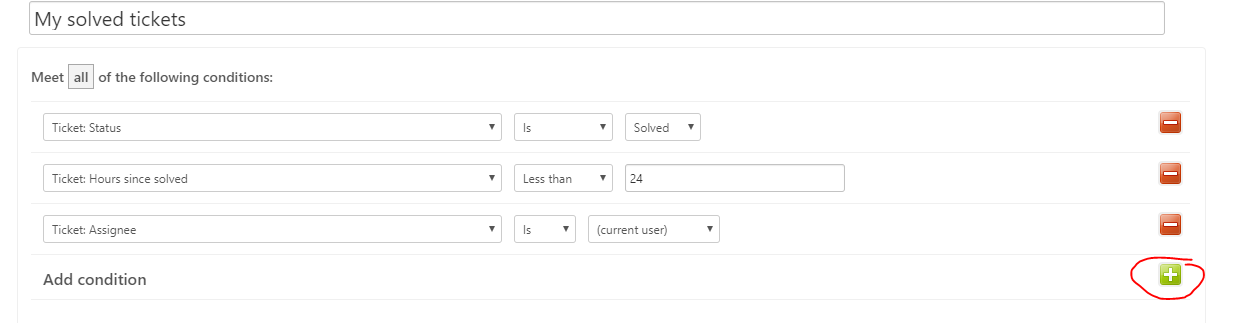 My solved tickets
Meet all of the following conditions:
Ticket: Status Is Solved
Ticket: Hours since solved Less than 24
Ticket: Assignee Is (current user)
Add condition